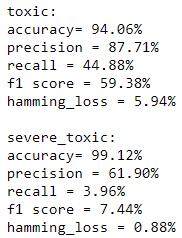 toxic:
accuracy= 94.06%
precision = 87.71%
recall = 44.88%
f1 score = 59.38%
hamming_loss = 5.94%

severe_toxic:
accuracy= 99.12%
precision = 61.90%
recall = 3.96%
f1 score = 7.44%
hamming_loss = 0.88%